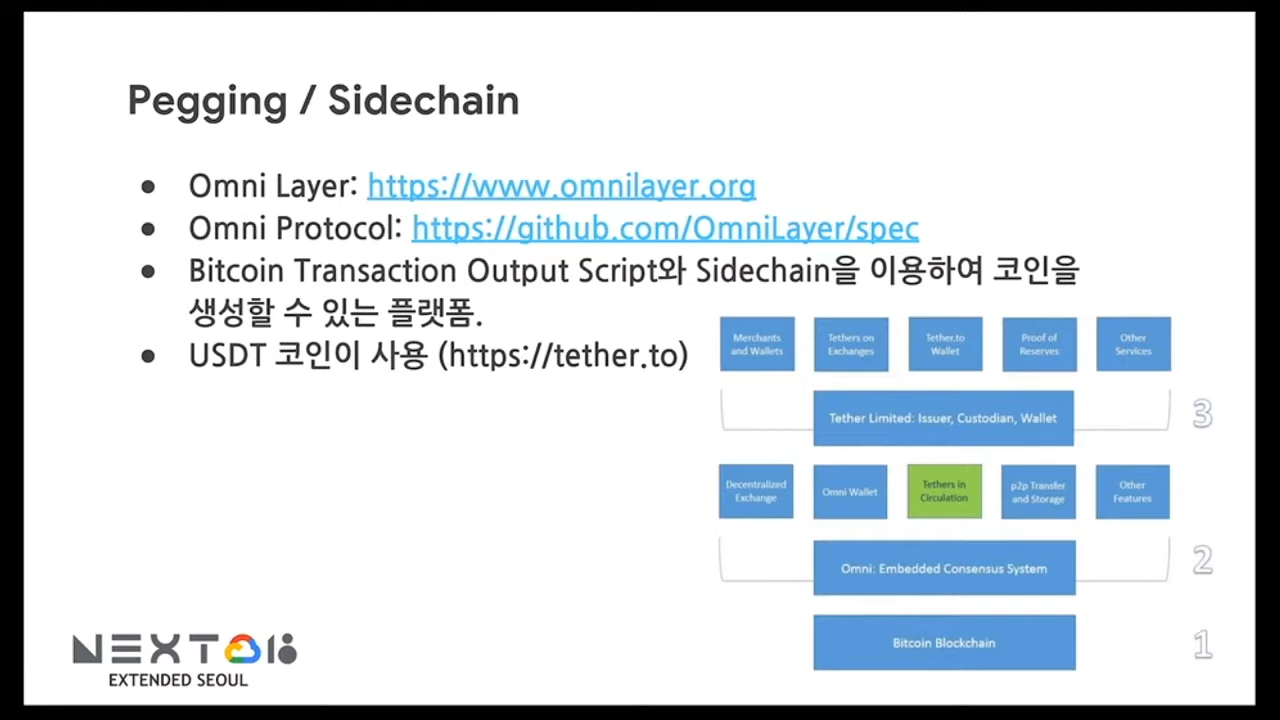 Pegging / Sidechain
● Omni Layer: https://www.omnilayer.org
● Omni Protocol: https://github.com/OmniLayer/spec
● Bitcoin Transaction Output Script와 Sidechain을 이용하여 코인을
생성할 수 있는 플랫폼.
● USDT 코인이 사용 (https://tether.to)
Merchants
and Wallets
Tethers on
Exchanges
Tether.to
Wallet
Proof of
Reserves
Other
Services
Tether Limited: Issuer, Custodian, Wallet
3
Decentralized
Exchange
Omni Wallet
Tethers in
Circulation
p2p Transfer
and Storage
Other
Features
Omni: Embedded Consensus System
2
Bitcoin Blockchain
1
NEXT 18
EXTENDED SEOUL